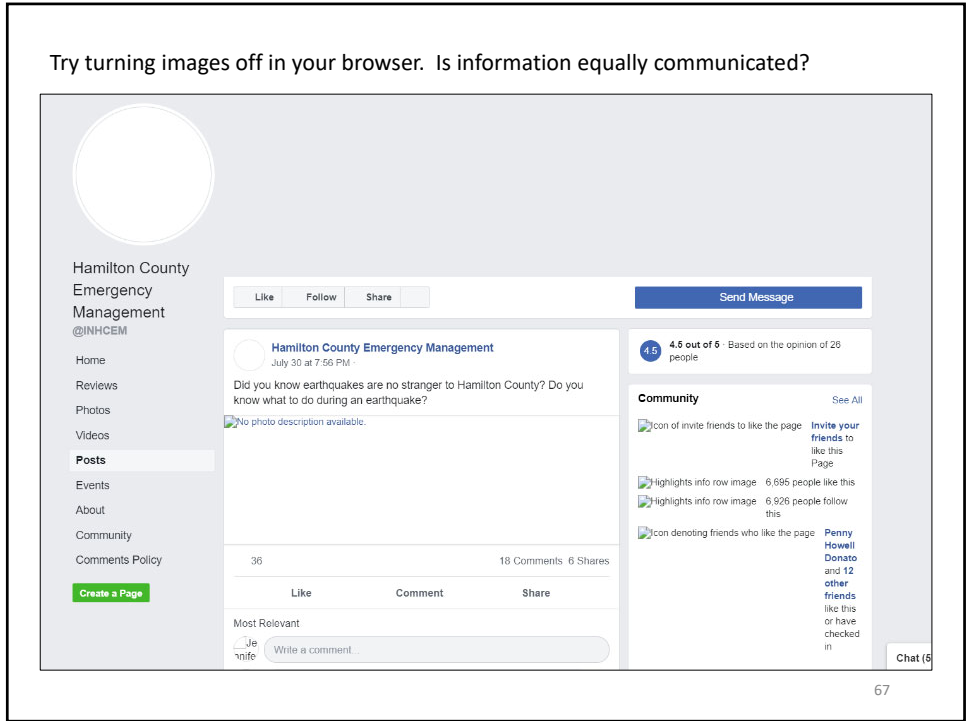 Try turning images off in your browser.  Is information equally communicated?
Hamilton County
Emergency
Management
@INHCEM
Home
Reviews
Photos
Videos
Posts
Events
About
Community
Comments Policy
Create a Page
Like Follow Share
Send Message
Hamilton County Emergency Management
July 30 at 7:56 PM ·
Did you know earthquakes are no stranger to Hamilton County? Do you
know what to do during an earthquake?
No photo description available.
36 18 Comments 6 Shares
Like Comment Share
Most Relevant
Je
nnife
Write a comment...
4.5
4.5 out of 5 · Based on the opinion of 26
people
Community See All
Icon of invite friends to like the page
Invite your
friends to
like this
Page
Highlights info row image 6,695 people like this
Highlights info row image 6,926 people follow
this
Icon denoting friends who like the page
Penny
Howell
Donato
and 12
other
friends
like this
or have
checked
in
Chat (5
67